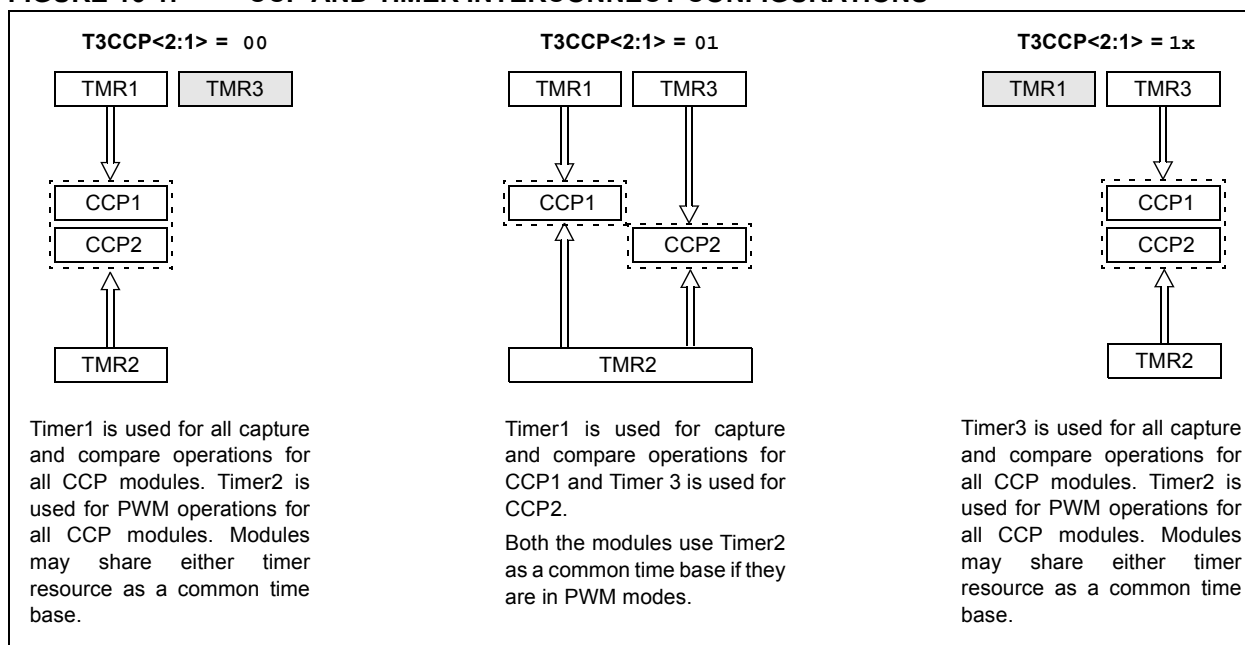 T3CCP<2:1> = 00
TMR1 TMR3
CCP1
CCP2
TMR2
Timer1 is used for all capture
and compare operations for
all CCP modules. Timer2 is
used for PWM operations for
all CCP modules. Modules
may share either timer
resource as a common time
base.
T3CCP<2:1> = 01
TMR1 TMR3
CCP1
CCP2
TMR2
Timer1 is used for capture
and compare operations for
CCP1 and Timer 3 is used for
CCP2.
Both the modules use Timer2
as a common time base if they
are in PWM modes.
T3CCP<2:1> = 1x
TMR1 TMR3
CCP1
CCP2
TMR2
Timer3 is used for all capture
and compare operations for
all CCP modules. Timer2 is
used for PWM operations for
all CCP modules. Modules
may share either timer
resource as a common time
base.